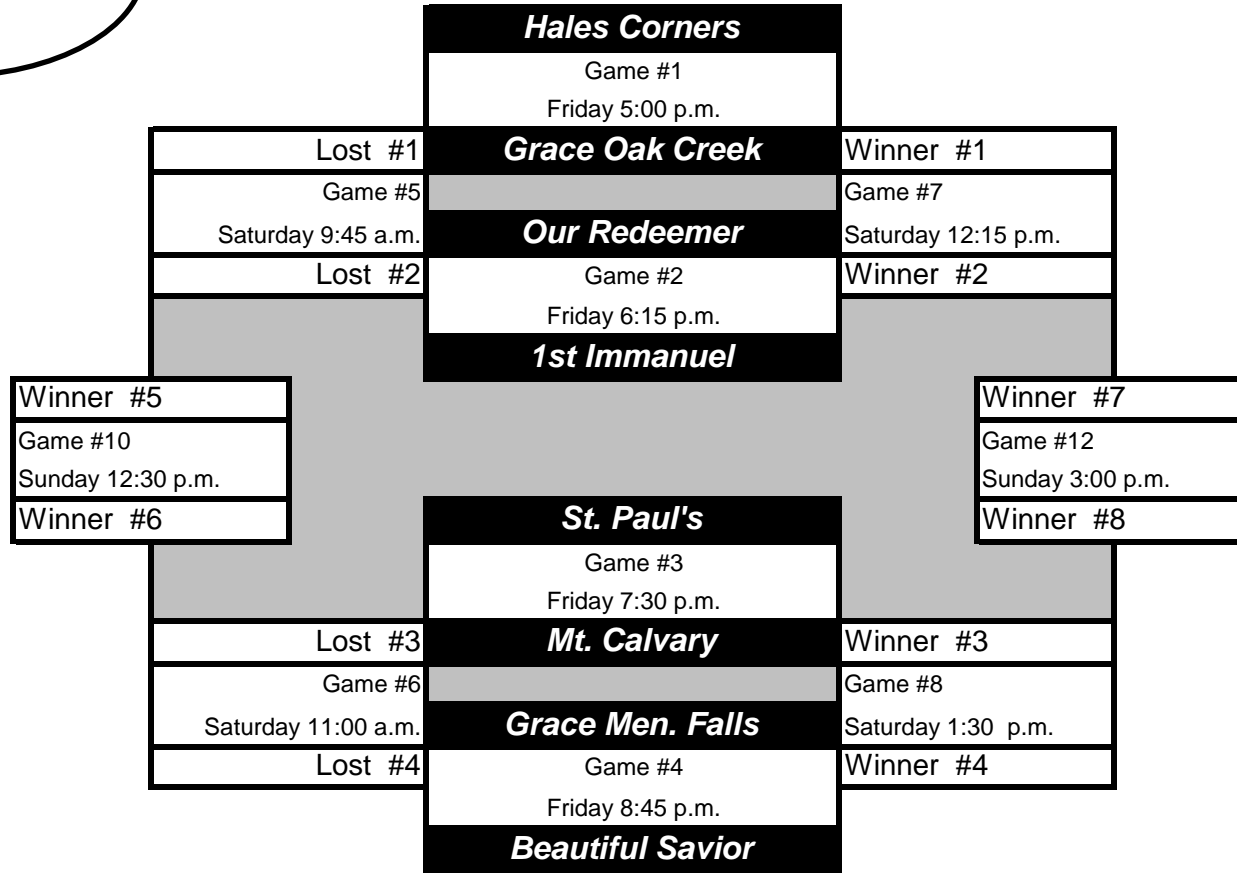 Hales Corners
Game #1
Friday 5:00 p.m.
Lost #1 Grace Oak Creek Winner #1
Game #5 Game #7
Saturday 9:45 a.m. Our Redeemer Saturday 12:15 p.m.
Lost #2 Game #2 Winner #2
Friday 6:15 p.m.
1st Immanuel
Winner #5 Winner #7
Game #10 Game #12
Sunday 12:30 p.m. Sunday 3:00 p.m.
Winner #6 St. Paul's Winner #8
Game #3
Friday 7:30 p.m.
Lost #3 Mt. Calvary Winner #3
Game #6 Game #8
Saturday 11:00 a.m. Grace Men. Falls Saturday 1:30 p.m.
Lost #4 Game #4 Winner #4
Friday 8:45 p.m.
Beautiful Savior